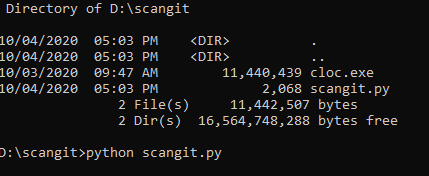 Directory of D:\scangit
10/04/2020  05:03 PM    <DIR>          .
10/04/2020  05:03 PM    <DIR>          ..
10/03/2020  09:47 AM        11,440,439 cloc.exe
10/04/2020  05:03 PM             2,068 scangit.py
2 File(s)     11,442,507 bytes
2 Dir(s)  16,564,748,288 bytes free
D:\scangit>python scangit.py